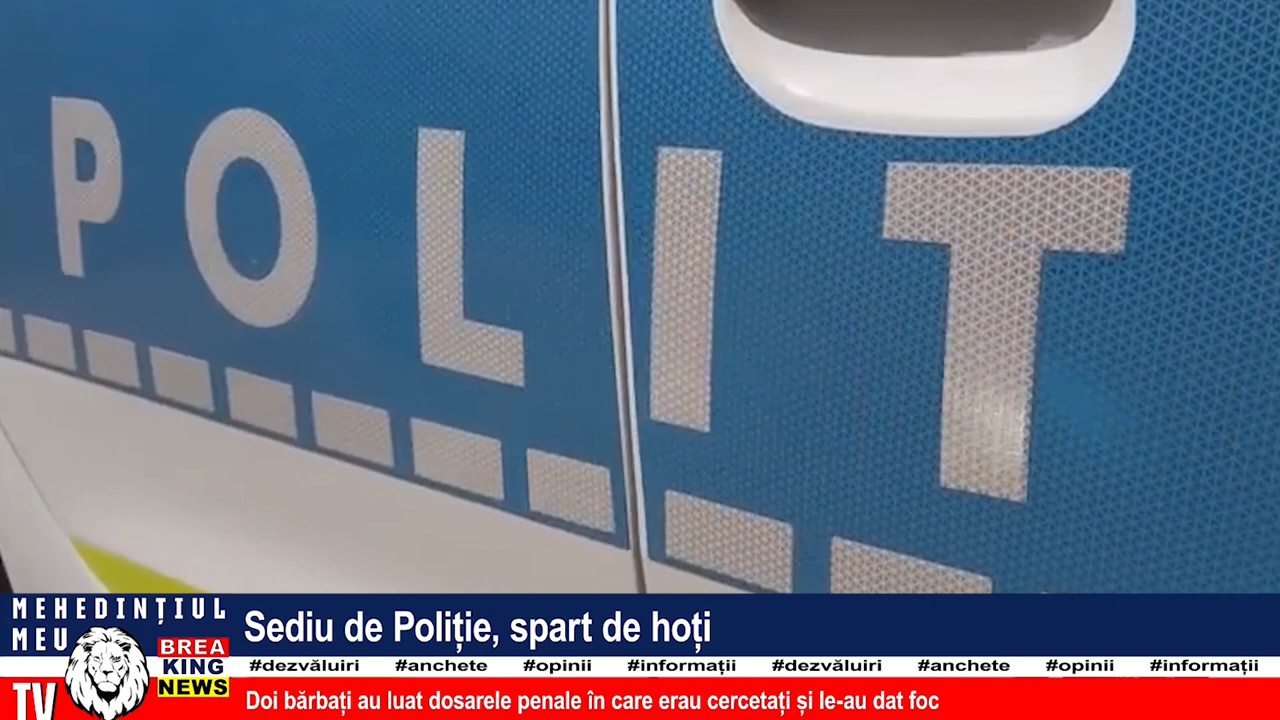 POLIT
MEHEDINȚIUL
MEU
TV
BREA
KING
NEWS
Sediu de Poliție, spart de hoți
#dezvăluiri #anchete #opinii #informații #dezvăluiri #anchete #opinii #informații
Doi bărbați au luat dosarele penale în care erau cercetați și le-au dat foc